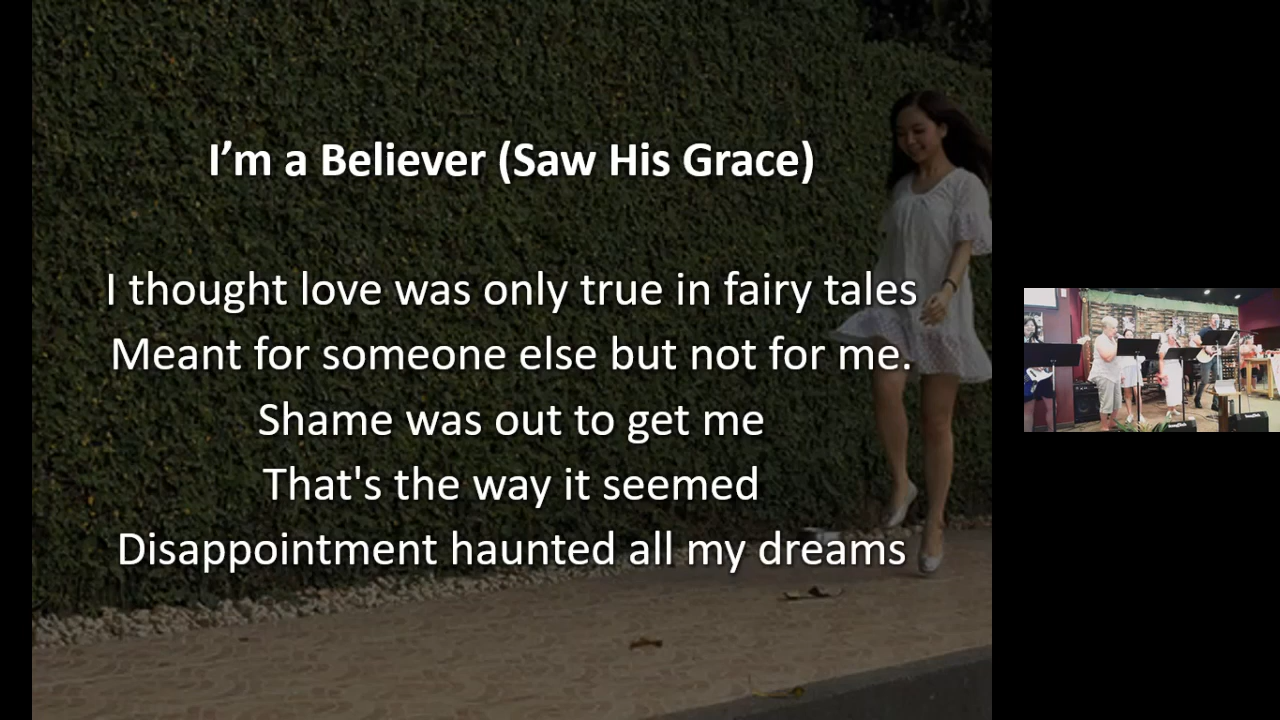 I’m a Believer (Saw His Grace)
I thought love was only true in fairy tales
Meant for someone else but not for me.
Shame was out to get me
That's the way it seemed
Disappointment haunted all my dreams